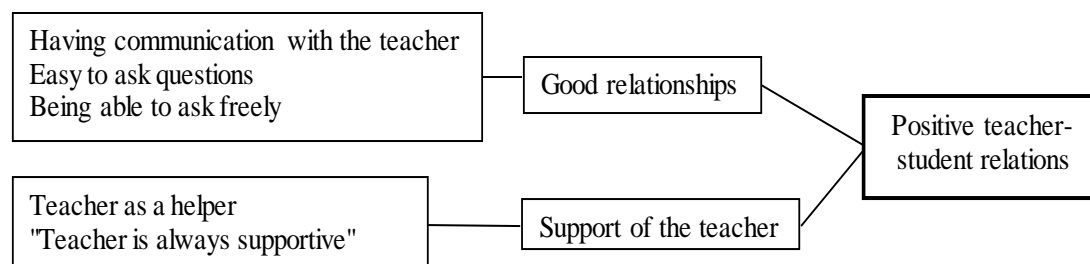 Having communication with the teacher
Easy to ask questions
Being able to ask freely
Good relationships
Positive teacher-
student relations
Teacher as a helper
"Teacher is always supportive"
Support of the teacher